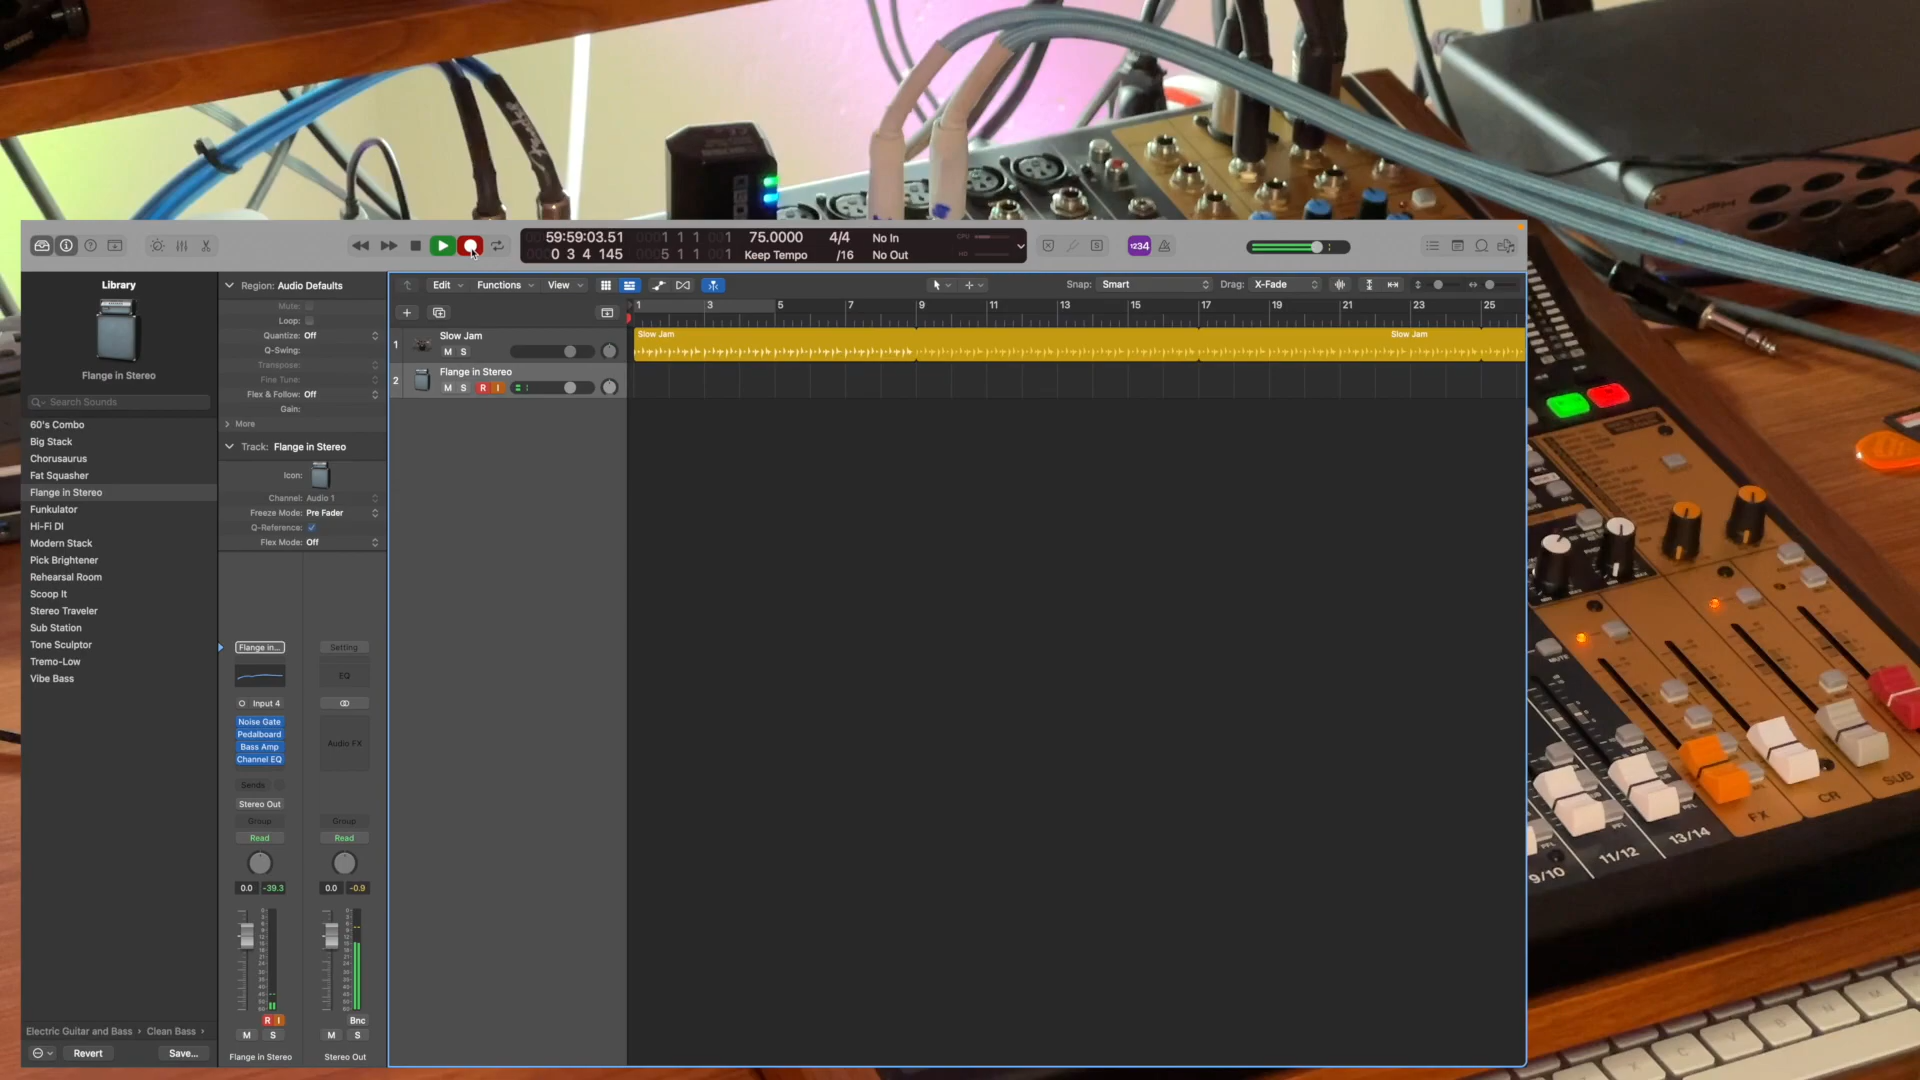 59:59:03.51
0 3 4 145
1 1 1
5 1 1
75.0000
Keep Tempo
4/4
/16
No In
No Out
CPU
HD
1234
Library
Flange in Stereo
Search Sounds
60's Combo
Big Stack
Chorusaurus
Fat Squasher
Flange in Stereo
Funkulator
Hi-Fi DI
Modern Stack
Pick Brightener
Rehearsal Room
Scoop It
Stereo Traveler
Sub Station
Tone Sculptor
Tremo-Low
Vibe Bass
Electric Guitar and Bass › Clean Bass ›
Revert
Save...
Region: Audio Defaults
Mute:
Loop:
Quantize: Off
Q-Swing:
Transpose:
Fine Tune:
Flex & Follow: Off
Gain:
More
Track: Flange in Stereo
Icon:
Channel: Audio 1
Freeze Mode: Pre Fader
Q-Reference:
Flex Mode: Off
Flange in...
Setting
EQ
Input 4
Noise Gate
Pedalboard
Bass Amp
Channel EQ
Audio FX
Sends
Stereo Out
Group
Group
Read
Read
0.0 -39.3
0.0 -0.9
R I
Bnc
M S
M S
Flange in Stereo
Stereo Out
Edit
Functions
View
Snap: Smart
Drag: X-Fade
1 3 5 7 9 11 13 15 17 19 21 23 25
1
Slow Jam
M S
Slow Jam
Slow Jam
2
Flange in Stereo
M S R I
Fender
MUTE
PFL
MAIN
9/10
11/12
13/14
FX
CR
SUB